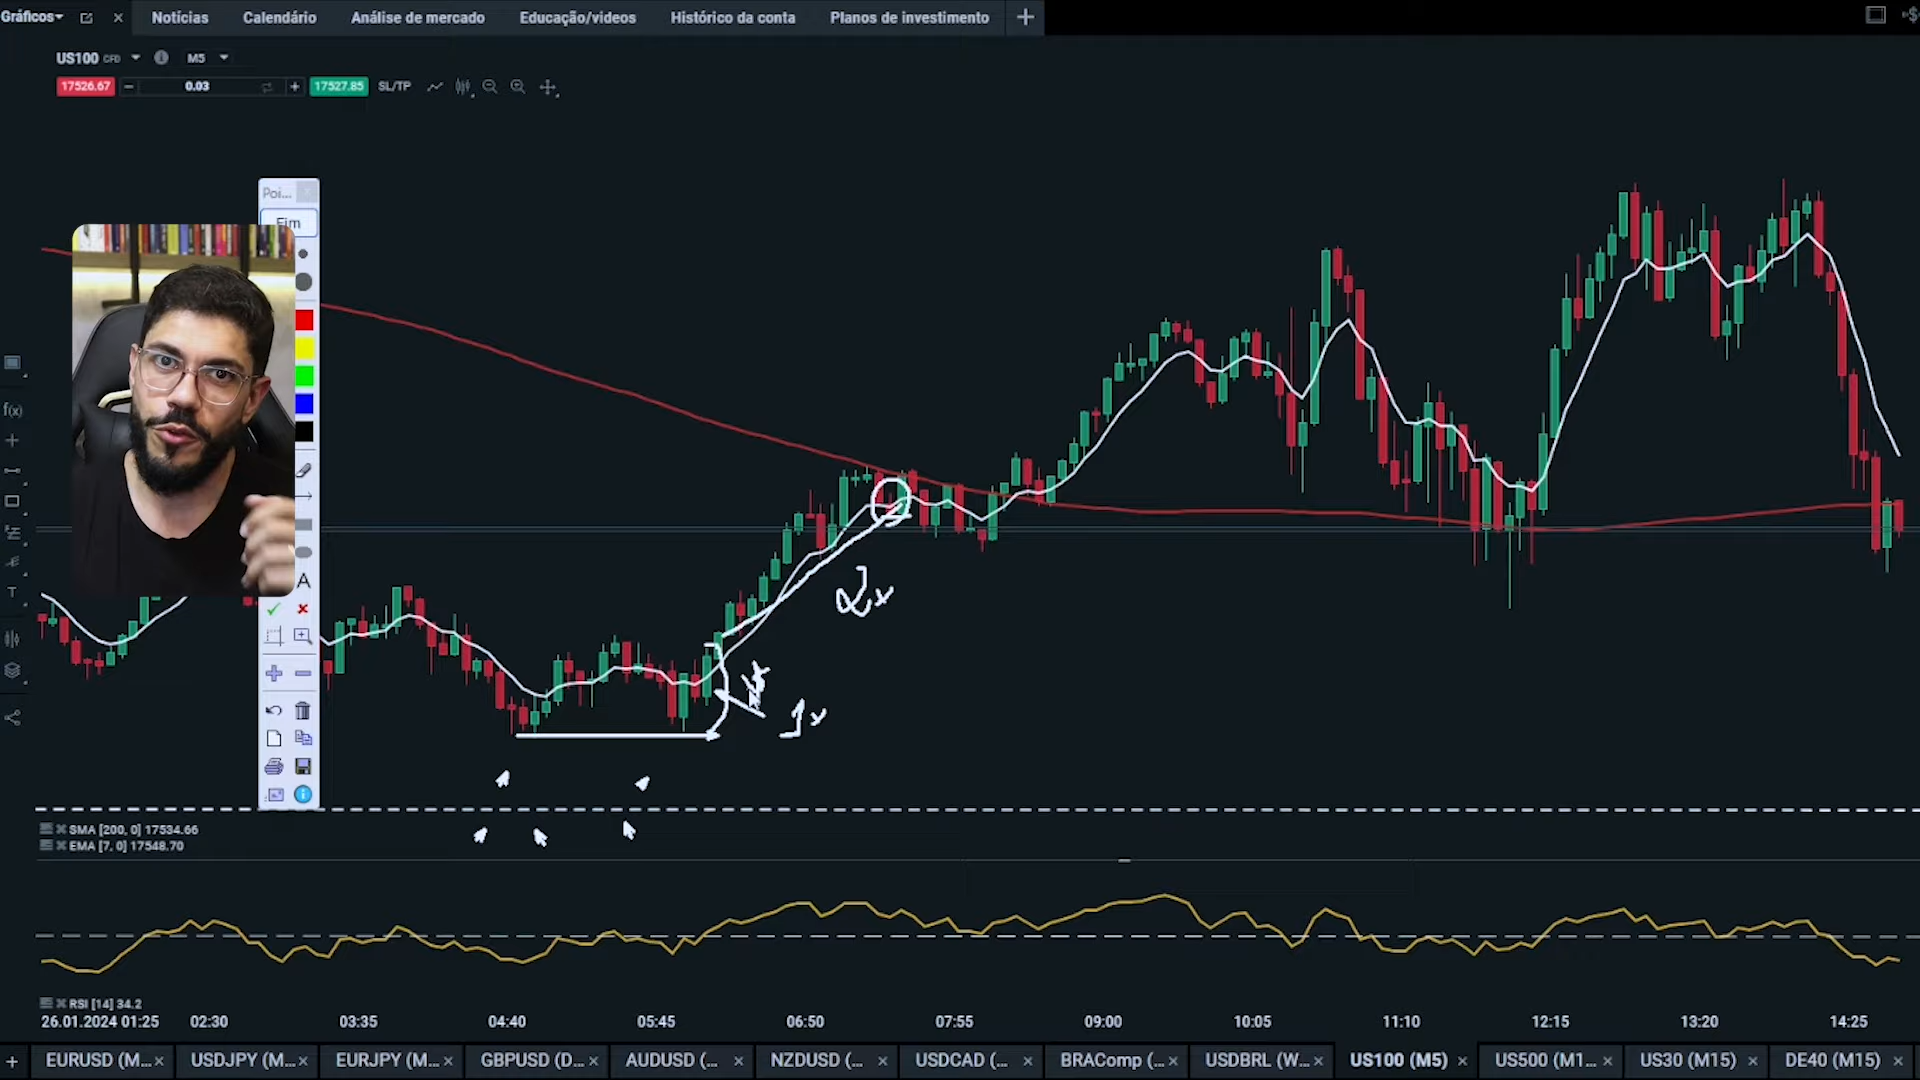 Gráficos Notícias Calendário Análise de mercado Educação/videos Histórico da conta Planos de investimento
US100 CFD M5
17526.67 0.03 17527.85 SL/TP
Poi...
Fim
f(x)
T
A
2x
1x
SMA [200, 0] 17534.66
EMA [7, 0] 17548.70
RSI [14] 34.2
26.01.2024 01:25 02:30 03:35 04:40 05:45 06:50 07:55 09:00 10:05 11:10 12:15 13:20 14:25
EURUSD (M... USDJPY (M... EURJPY (M... GBPUSD (D... AUDUSD (... NZDUSD (... USDCAD (... BRAComp (... USDBRL (W... US100 (M5) US500 (M1... US30 (M15) DE40 (M15)